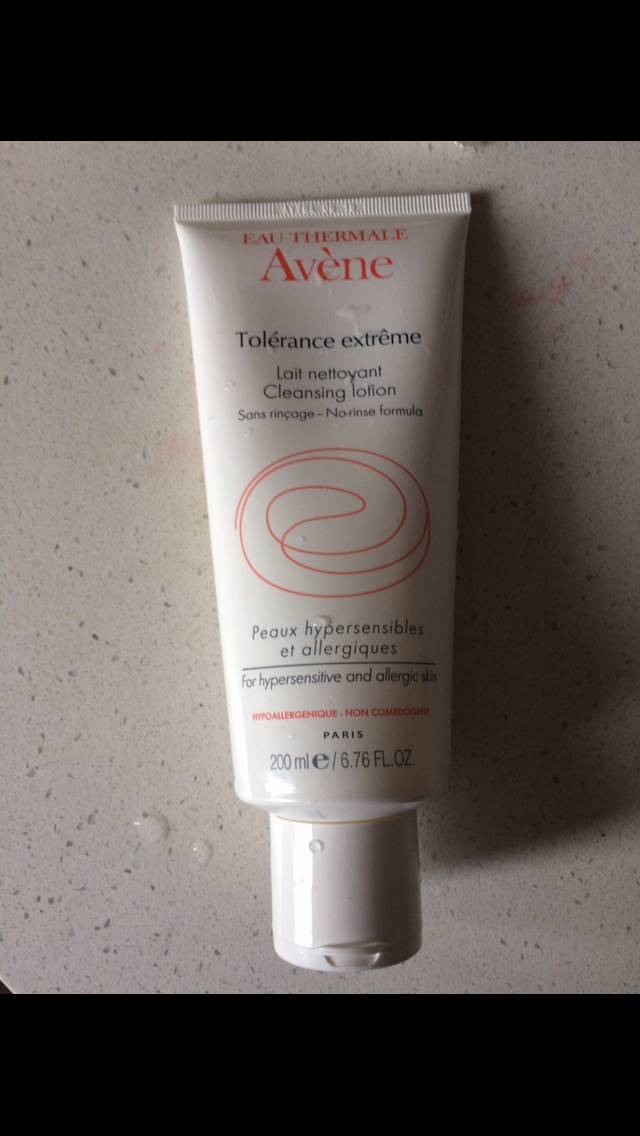 EAU THERMALE
Avène
Tolérance extrême
Lait nettoyant
Cleansing lotion
Sans rinçage – No-rinse formula
Peaux hypersensibles
et allergiques
For hypersensitive and allergic skin
HYPOALLERGENIQUE - NON COMEDOGENE
PARIS
200 ml e / 6.76 FL.OZ.